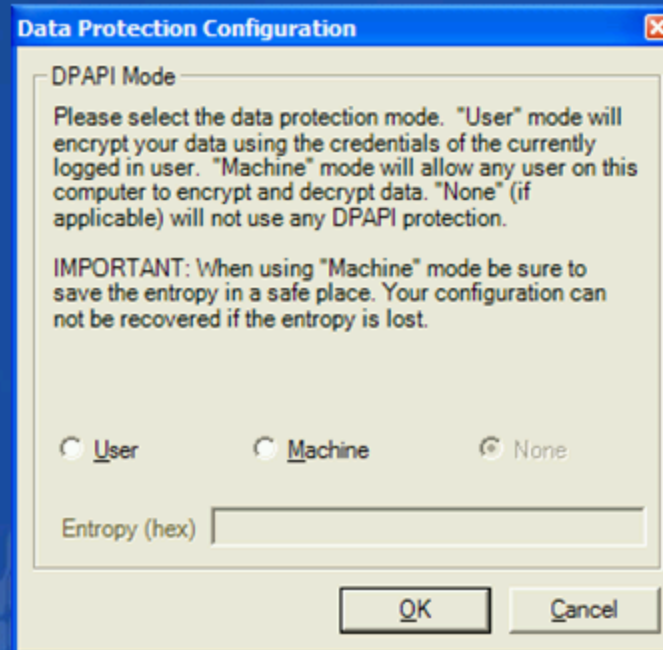 Data Protection Configuration
DPAPI Mode
Please select the data protection mode. "User" mode will
encrypt your data using the credentials of the currently
logged in user. "Machine" mode will allow any user on this
computer to encrypt and decrypt data. "None" (if
applicable) will not use any DPAPI protection.
IMPORTANT: When using "Machine" mode be sure to
save the entropy in a safe place. Your configuration can
not be recovered if the entropy is lost.
User Machine None
Entropy (hex)
OK Cancel